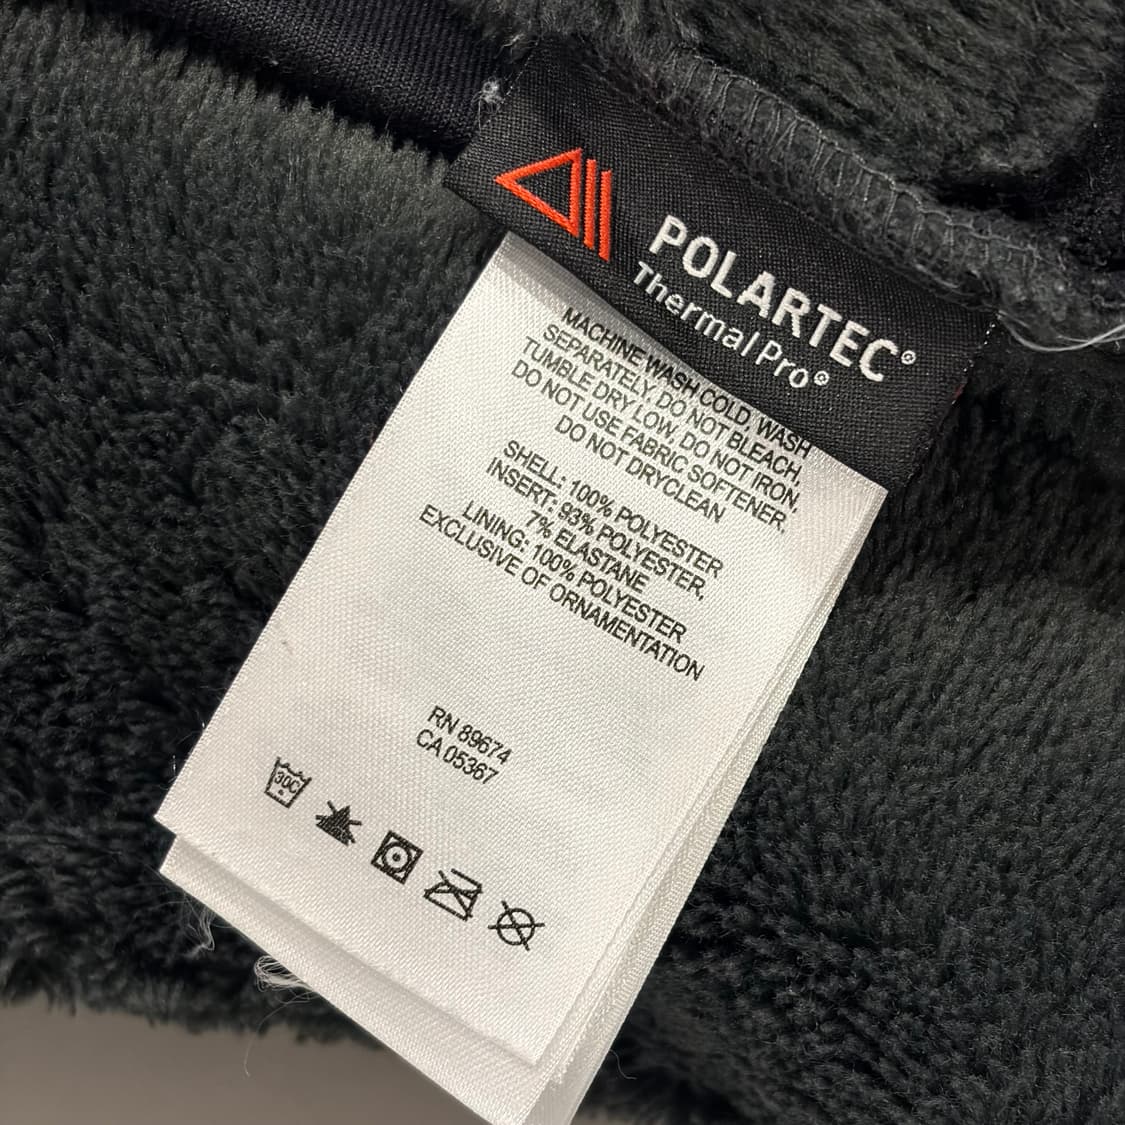 POLARTEC®
Thermal Pro®
MACHINE WASH COLD, WASH
SEPARATELY, DO NOT BLEACH,
TUMBLE DRY LOW, DO NOT IRON,
DO NOT USE FABRIC SOFTENER,
DO NOT DRYCLEAN
SHELL: 100% POLYESTER
INSERT: 93% POLYESTER,
7% ELASTANE
LINING: 100% POLYESTER
EXCLUSIVE OF ORNAMENTATION
RN 89674
CA 05367
30C